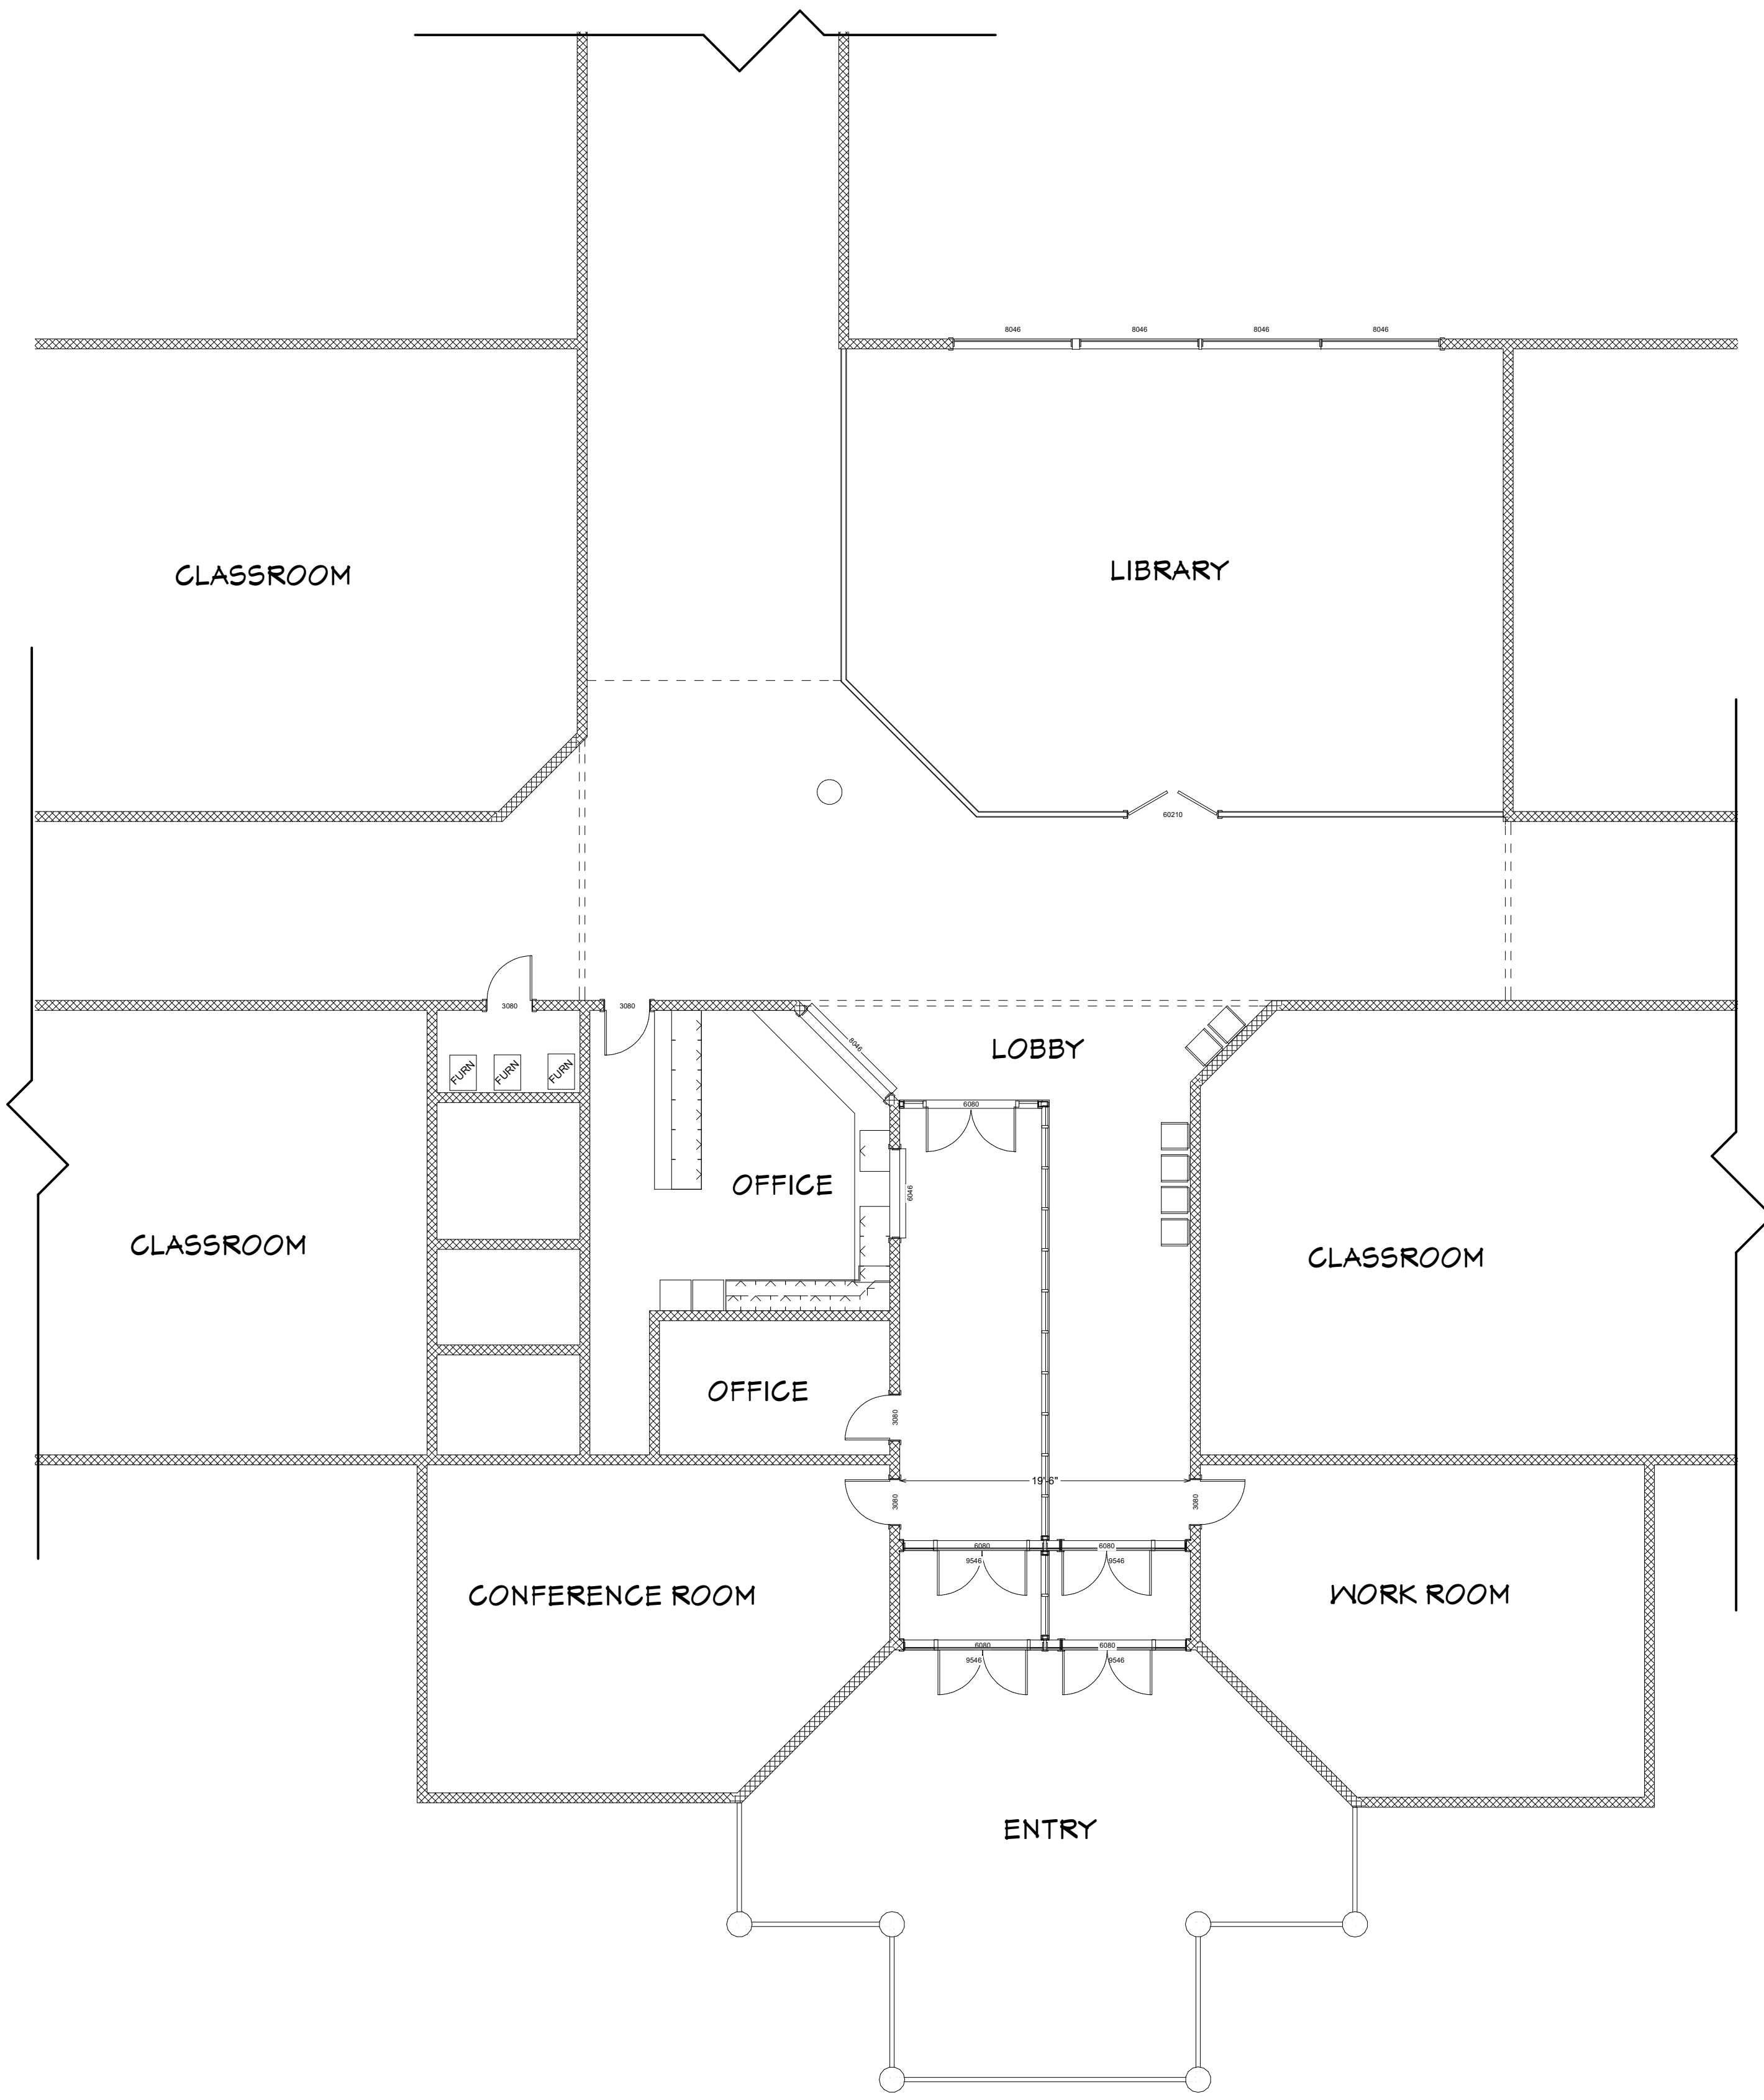 8046 8046 8046 8046
CLASSROOM
LIBRARY
60210
3080 3080
8046
LOBBY
FURN FURN FURN
6080
OFFICE
6046
CLASSROOM
CLASSROOM
OFFICE
3080
19'-6"
3080 3080
6080 6080
9546 9546
CONFERENCE ROOM
WORK ROOM
6080 6080
9546 9546
ENTRY